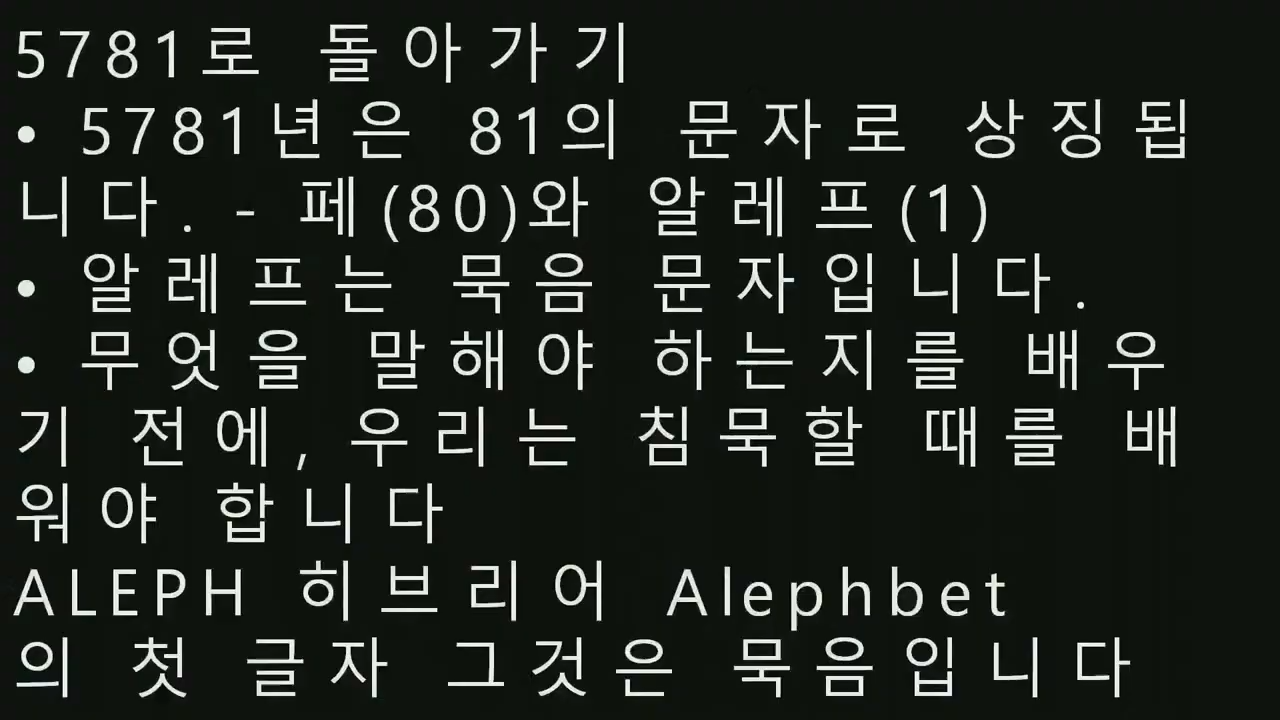 5781로 돌아가기
• 5781년은 81의 문자로 상징됩
니다. - 페(80)와 알레프(1)
• 알레프는 묵음 문자입니다.
• 무엇을 말해야 하는지를 배우
기 전에, 우리는 침묵할 때를 배
워야 합니다
ALEPH 히브리어 Alephbet
의 첫 글자 그것은 묵음입니다